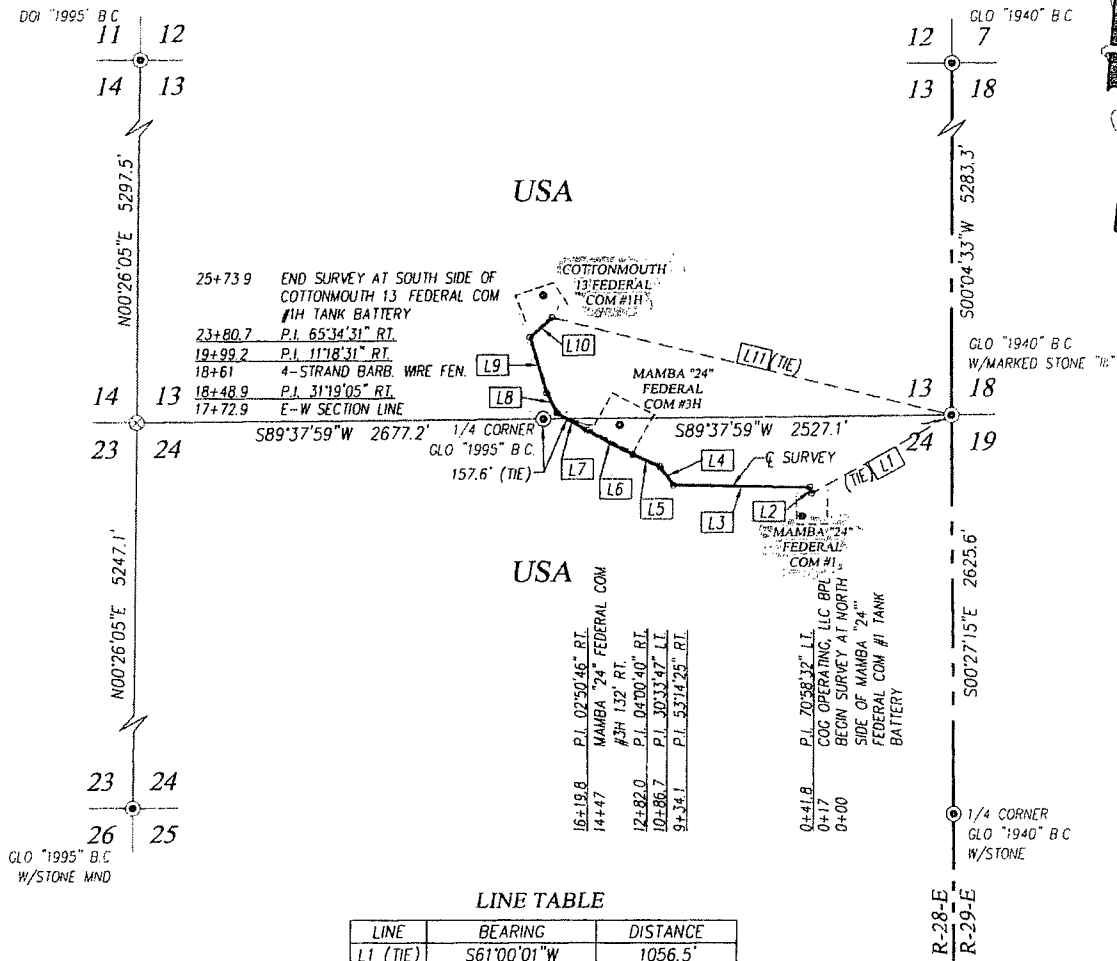 DOI "1995" B C
11 12
14 13
GLO "1940" B C
12 7
13 18
N00°26'05"E 5297.5'
USA
S00°04'33"W 5283.3'
25+73 9 END SURVEY AT SOUTH SIDE OF
COTTONMOUTH 13 FEDERAL COM
#1H TANK BATTERY
23+80.7 P.I. 65°34'31" RT.
19+99.2 P.I. 11°18'31" RT.
18+61 4-STRAND BARB. WIRE FEN.
18+48.9 P.I. 31°19'05" RT.
17+72.9 E-W SECTION LINE
COTTONMOUTH
13 FEDERAL
COM #1H
L10
L9
L11 (TIE)
L8
MAMBA "24"
FEDERAL
COM #3H
GLO "1940" B C
W/MARKED STONE
14 13
23 24
13 18
24 19
S89°37'59"W 2677.2'
1/4 CORNER
GLO "1995" B C.
157.6' (TIE)
S89°37'59"W 2527.1'
L7
L6
L5
L4
℄ SURVEY
L3
L2
(TIE) L1
MAMBA "24"
FEDERAL
COM #1
N00°26'05"E 5247.1'
USA
S00°27'15"E 2625.6'
16+19.8 P.I. 02°50'46" RT.
14+47 MAMBA "24" FEDERAL COM
#3H 132' RT.
12+82.0 P.I. 04°00'40" RT.
10+86.7 P.I. 30°33'47" LT.
9+34.1 P.I. 53°14'25" RT.
0+41.8 P.I. 70°58'32" LT.
0+17 COG OPERATING, LLC BPL
0+00 BEGIN SURVEY AT NORTH
SIDE OF MAMBA "24"
FEDERAL COM #1 TANK
BATTERY
23 24
26 25
GLO "1995" B.C
W/STONE MND
1/4 CORNER
GLO "1940" B C
W/STONE
R-28-E
R-29-E
LINE TABLE
LINE BEARING DISTANCE
L1 (TIE) S61°00'01"W 1056.5'